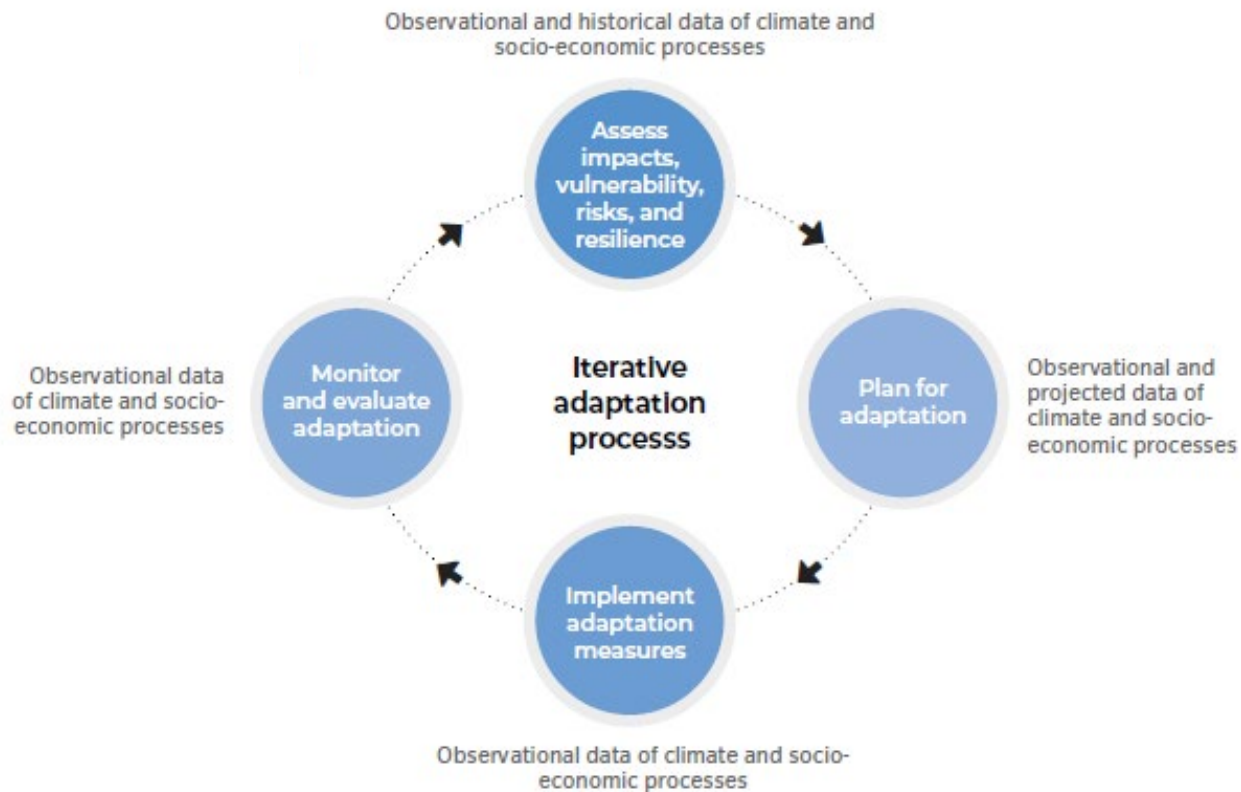 Observational and historical data of climate and
socio-economic processes
Assess
impacts,
vulnerability,
risks, and
resilience
Monitor
and evaluate
adaptation
Observational data
of climate and socio-
economic processes
Iterative
adaptation
processs
Plan for
adaptation
Observational and
projected data of
climate and socio-
economic processes
Implement
adaptation
measures
Observational data of climate and socio-
economic processes